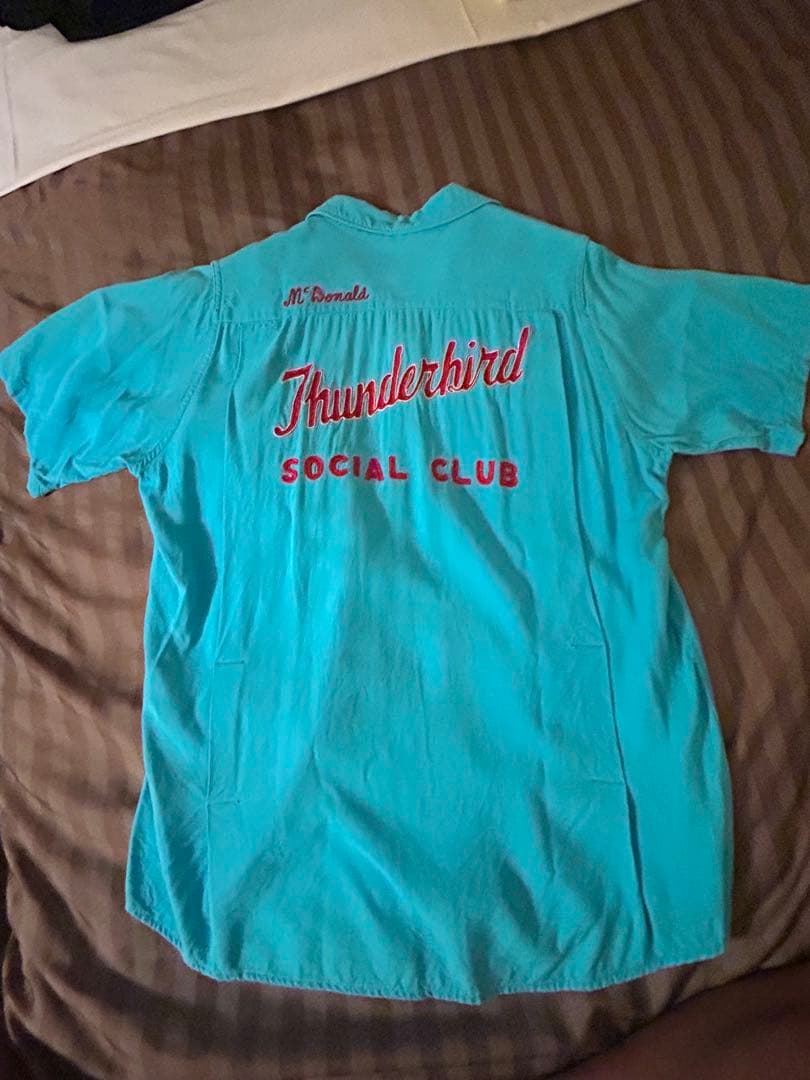 McDonald
Thunderbird
SOCIAL CLUB